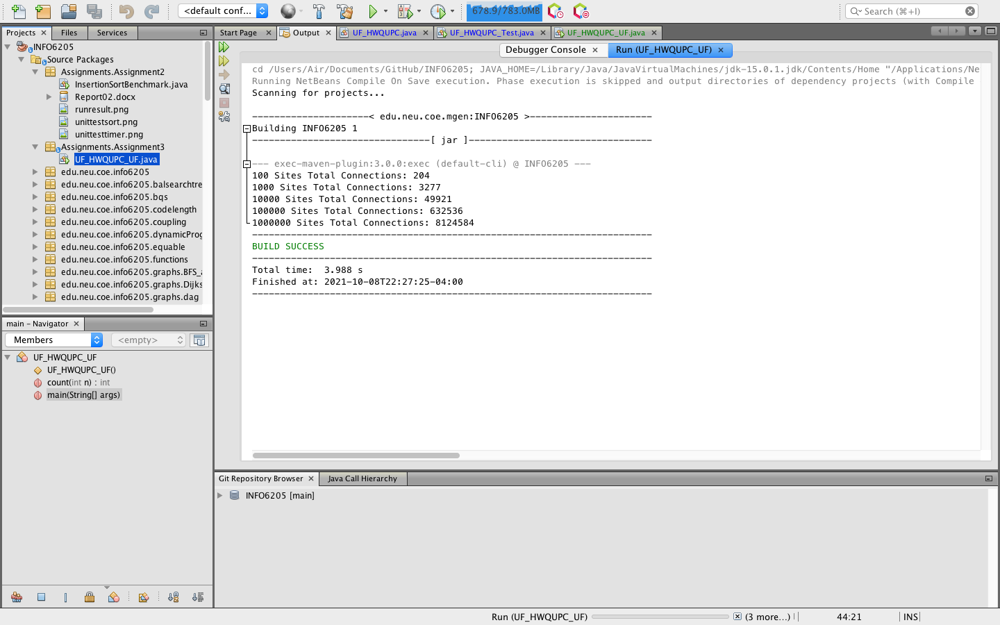 <default conf...
678.9/783.0MB
Search (⌘+I)
Projects
Files
Services
INFO6205
Source Packages
Assignments.Assignment2
InsertionSortBenchmark.java
Report02.docx
runresult.png
unittestsort.png
unittesttimer.png
Assignments.Assignment3
UF_HWQUPC_UF.java
edu.neu.coe.info6205
edu.neu.coe.info6205.balsearchtre
edu.neu.coe.info6205.bqs
edu.neu.coe.info6205.codelength
edu.neu.coe.info6205.coupling
edu.neu.coe.info6205.dynamicProg
edu.neu.coe.info6205.equable
edu.neu.coe.info6205.functions
edu.neu.coe.info6205.graphs.BFS_a
edu.neu.coe.info6205.graphs.Dijks
edu.neu.coe.info6205.graphs.dag
main – Navigator
Members
<empty>
UF_HWQUPC_UF
UF_HWQUPC_UF()
count(int n) : int
main(String[] args)
Start Page
Output
UF_HWQUPC.java
UF_HWQUPC_Test.java
UF_HWQUPC_UF.java
Debugger Console
Run (UF_HWQUPC_UF)
cd /Users/Air/Documents/GitHub/INFO6205; JAVA_HOME=/Library/Java/JavaVirtualMachines/jdk-15.0.1.jdk/Contents/Home "/Applications/Ne
Running NetBeans Compile On Save execution. Phase execution is skipped and output directories of dependency projects (with Compile
Scanning for projects...
---------------------< edu.neu.coe.mgen:INFO6205 >----------------------
Building INFO6205 1
--------------------------------[ jar ]---------------------------------
--- exec-maven-plugin:3.0.0:exec (default-cli) @ INFO6205 ---
100 Sites Total Connections: 204
1000 Sites Total Connections: 3277
10000 Sites Total Connections: 49921
100000 Sites Total Connections: 632536
1000000 Sites Total Connections: 8124584
------------------------------------------------------------------------
BUILD SUCCESS
------------------------------------------------------------------------
Total time:  3.988 s
Finished at: 2021-10-08T22:27:25-04:00
------------------------------------------------------------------------
Git Repository Browser
Java Call Hierarchy
INFO6205 [main]
Run (UF_HWQUPC_UF)
(3 more...)
44:21
INS